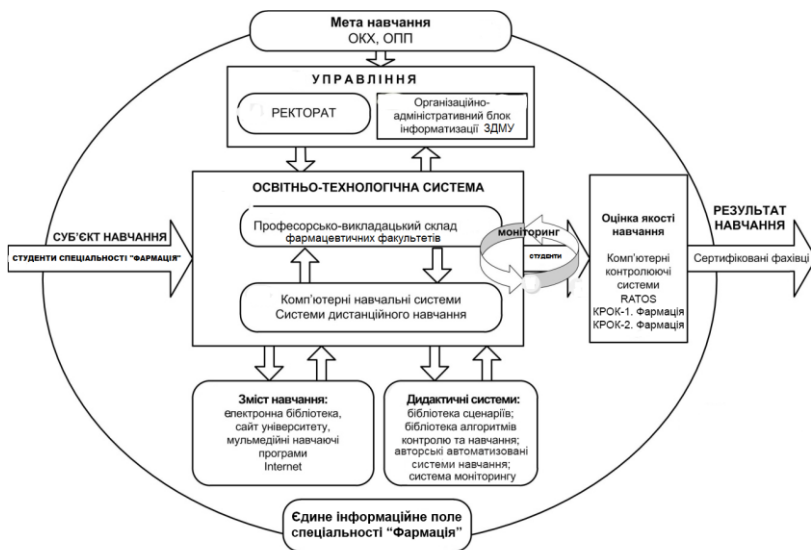 Мета навчання
ОКХ, ОПП
УПРАВЛІННЯ
РЕКТОРАТ
Організаційно-
адміністративний блок
інформатизації ЗДМУ
ОСВІТНЬО-ТЕХНОЛОГІЧНА СИСТЕМА
Професорсько-викладацький склад
фармацевтичних факультетів
Комп'ютерні навчальні системи
Системи дистанційного навчання
СУБ'ЄКТ НАВЧАННЯ
СТУДЕНТИ СПЕЦІАЛЬНОСТІ "ФАРМАЦІЯ"
моніторинг
СТУДЕНТИ
Оцінка якості
навчання
Комп'ютерні
контролюючі
системи
RATOS
КРОК-1. Фармація
КРОК-2. Фармація
РЕЗУЛЬТАТ
НАВЧАННЯ
Сертифіковані фахівці
Зміст навчання:
електронна бібліотека,
сайт університету,
мульмедійні навчаючі
програми
Internet
Дидактичні системи:
бібліотека сценаріїв;
бібліотека алгоритмів
контролю та навчання;
авторські автоматизовані
системи навчання;
система моніторингу
Єдине інформаційне поле
спеціальності “Фармація”